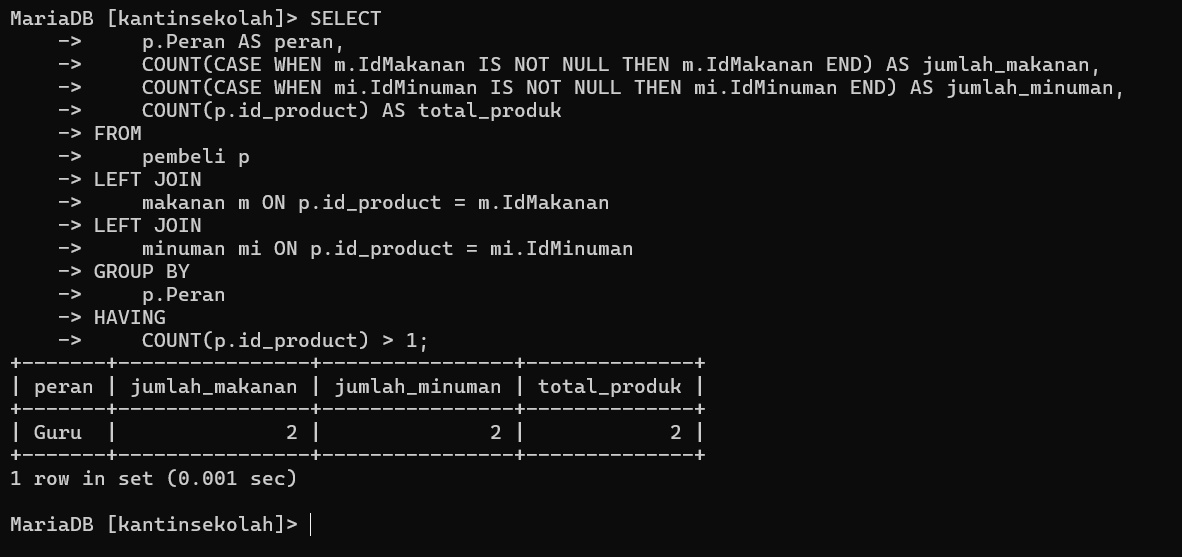 MariaDB [kantinsekolah]> SELECT
    ->     p.Peran AS peran,
    ->     COUNT(CASE WHEN m.IdMakanan IS NOT NULL THEN m.IdMakanan END) AS jumlah_makanan,
    ->     COUNT(CASE WHEN mi.IdMinuman IS NOT NULL THEN mi.IdMinuman END) AS jumlah_minuman,
    ->     COUNT(p.id_product) AS total_produk
    -> FROM
    ->     pembeli p
    -> LEFT JOIN
    ->     makanan m ON p.id_product = m.IdMakanan
    -> LEFT JOIN
    ->     minuman mi ON p.id_product = mi.IdMinuman
    -> GROUP BY
    ->     p.Peran
    -> HAVING
    ->     COUNT(p.id_product) > 1;
+-------+----------------+----------------+--------------+
| peran | jumlah_makanan | jumlah_minuman | total_produk |
+-------+----------------+----------------+--------------+
| Guru  |              2 |              2 |            2 |
+-------+----------------+----------------+--------------+
1 row in set (0.001 sec)

MariaDB [kantinsekolah]>